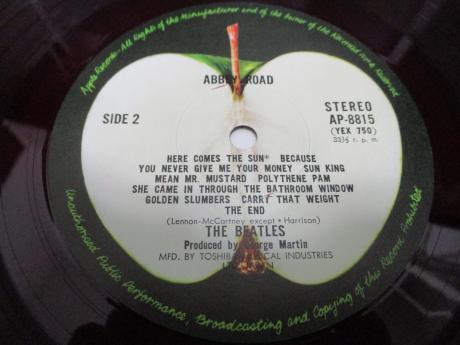 Apple Records - All Rights of the Manufacturer and of the Owner of the Recorded Work Reserved
ABBEY ROAD
SIDE 2
STEREO
AP-8815
(YEX 750)
33⅓ r. p. m.
HERE COMES THE SUN* BECAUSE
YOU NEVER GIVE ME YOUR MONEY SUN KING
MEAN MR. MUSTARD POLYTHENE PAM
SHE CAME IN THROUGH THE BATHROOM WINDOW
GOLDEN SLUMBERS CARRY THAT WEIGHT
THE END
(Lennon-McCartney except * Harrison)
THE BEATLES
Produced by George Martin
MFD. BY TOSHIBA MUSICAL INDUSTRIES
Unauthorised Public Performance, Broadcasting and Copying of this Record Prohibited